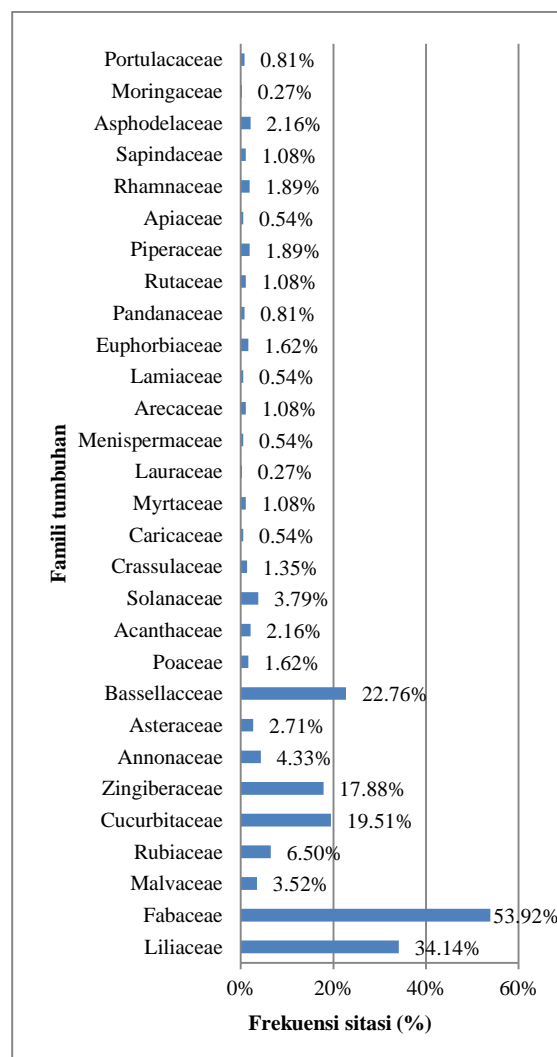 Portulacaceae 0.81%
Moringaceae 0.27%
Asphodelaceae 2.16%
Sapindaceae 1.08%
Rhamnaceae 1.89%
Apiaceae 0.54%
Piperaceae 1.89%
Rutaceae 1.08%
Pandanaceae 0.81%
Euphorbiaceae 1.62%
Lamiaceae 0.54%
Arecaceae 1.08%
Menispermaceae 0.54%
Lauraceae 0.27%
Myrtaceae 1.08%
Caricaceae 0.54%
Crassulaceae 1.35%
Solanaceae 3.79%
Acanthaceae 2.16%
Poaceae 1.62%
Bassellacceae 22.76%
Asteraceae 2.71%
Annonaceae 4.33%
Zingiberaceae 17.88%
Cucurbitaceae 19.51%
Rubiaceae 6.50%
Malvaceae 3.52%
Fabaceae 53.92%
Liliaceae 34.14%
0% 20% 40% 60%
Frekuensi sitasi (%)
Famili tumbuhan